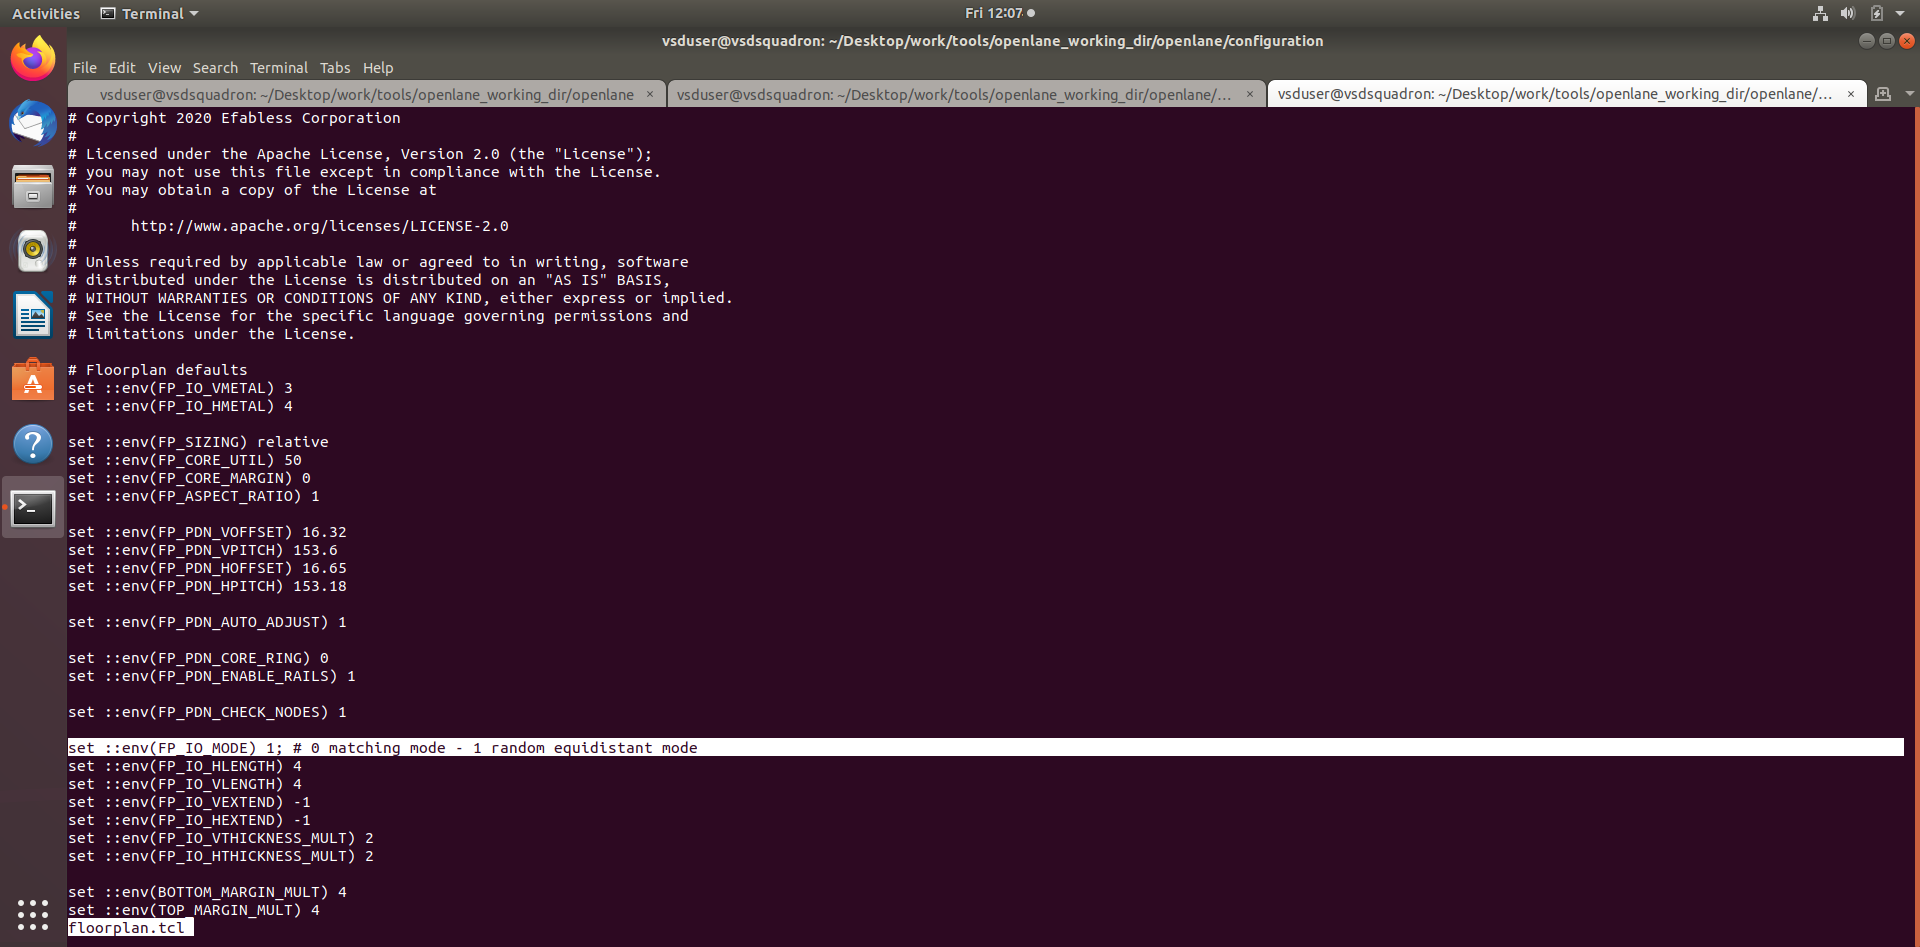 Activities
Terminal
Fri 12:07
vsduser@vsdsquadron: ~/Desktop/work/tools/openlane_working_dir/openlane/configuration
File Edit View Search Terminal Tabs Help
vsduser@vsdsquadron: ~/Desktop/work/tools/openlane_working_dir/openlane × vsduser@vsdsquadron: ~/Desktop/work/tools/openlane_working_dir/openlane/... × vsduser@vsdsquadron: ~/Desktop/work/tools/openlane_working_dir/openlane/... ×
# Copyright 2020 Efabless Corporation
#
# Licensed under the Apache License, Version 2.0 (the "License");
# you may not use this file except in compliance with the License.
# You may obtain a copy of the License at
#
#      http://www.apache.org/licenses/LICENSE-2.0
#
# Unless required by applicable law or agreed to in writing, software
# distributed under the License is distributed on an "AS IS" BASIS,
# WITHOUT WARRANTIES OR CONDITIONS OF ANY KIND, either express or implied.
# See the License for the specific language governing permissions and
# limitations under the License.
# Floorplan defaults
set ::env(FP_IO_VMETAL) 3
set ::env(FP_IO_HMETAL) 4
set ::env(FP_SIZING) relative
set ::env(FP_CORE_UTIL) 50
set ::env(FP_CORE_MARGIN) 0
set ::env(FP_ASPECT_RATIO) 1
set ::env(FP_PDN_VOFFSET) 16.32
set ::env(FP_PDN_VPITCH) 153.6
set ::env(FP_PDN_HOFFSET) 16.65
set ::env(FP_PDN_HPITCH) 153.18
set ::env(FP_PDN_AUTO_ADJUST) 1
set ::env(FP_PDN_CORE_RING) 0
set ::env(FP_PDN_ENABLE_RAILS) 1
set ::env(FP_PDN_CHECK_NODES) 1
set ::env(FP_IO_MODE) 1; # 0 matching mode - 1 random equidistant mode
set ::env(FP_IO_HLENGTH) 4
set ::env(FP_IO_VLENGTH) 4
set ::env(FP_IO_VEXTEND) -1
set ::env(FP_IO_HEXTEND) -1
set ::env(FP_IO_VTHICKNESS_MULT) 2
set ::env(FP_IO_HTHICKNESS_MULT) 2
set ::env(BOTTOM_MARGIN_MULT) 4
set ::env(TOP_MARGIN_MULT) 4
floorplan.tcl